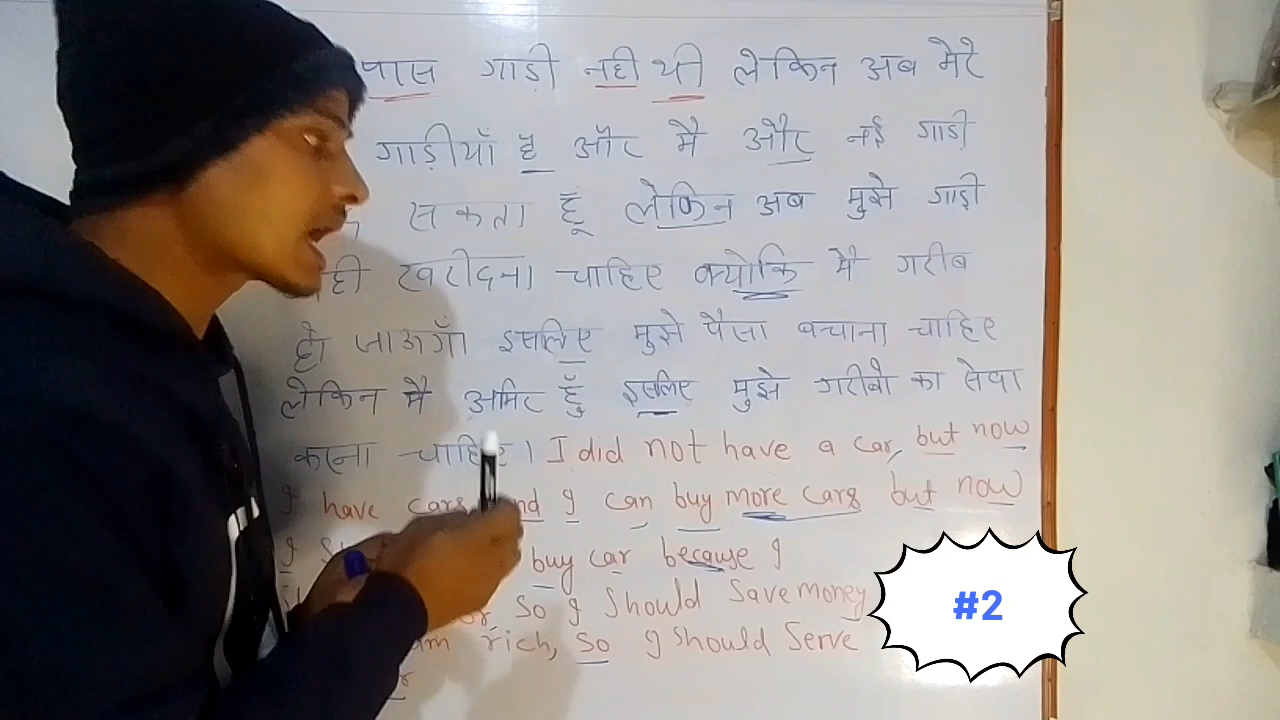 पास गाड़ी नही थी लेकिन अब मेरे
गाड़ीयाँ है और मै और नई गाड़ी
सकता हूँ लेकिन अब मुझे गाड़ी
ही खरीदना चाहिए क्योकि मै गरीब
हो जाऊगाँ इसलिए मुझे पैसा बचाना चाहिए
लेकिन मै अमिर हुँ इसलिए मुझे गरीबो का सेवा
करना चाहिए । I did not have a car, but now
I have cars and I can buy more cars but now
I buy car because I
So I should save money
am rich, so I should serve
#2